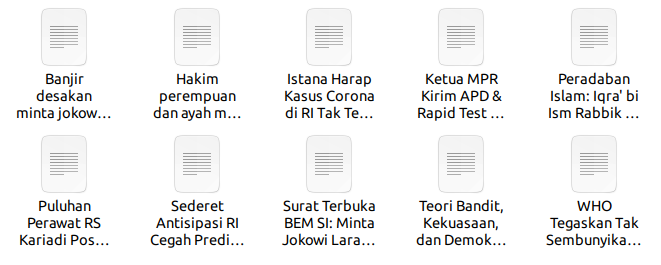 Banjir
desakan
minta jokow...
Hakim
perempuan
dan ayah m...
Istana Harap
Kasus Corona
di RI Tak Te...
Ketua MPR
Kirim APD &
Rapid Test ...
Peradaban
Islam: Iqra' bi
Ism Rabbik ...
Puluhan
Perawat RS
Kariadi Pos...
Sederet
Antisipasi RI
Cegah Predi...
Surat Terbuka
BEM SI: Minta
Jokowi Lara...
Teori Bandit,
Kekuasaan,
dan Demok...
WHO
Tegaskan Tak
Sembunyika...